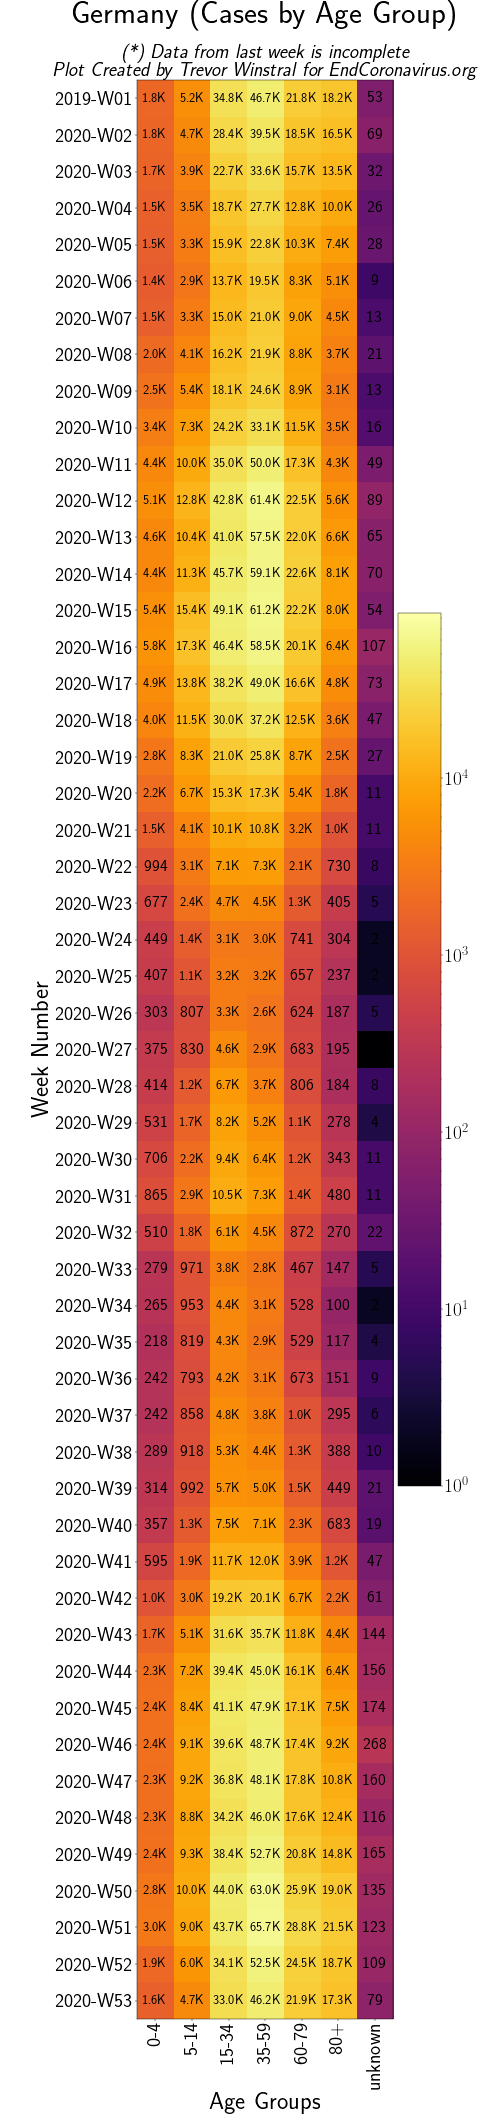 Germany (Cases by Age Group)
(*) Data from last week is incomplete
Plot Created by Trevor Winstral for EndCoronavirus.org
2019-W01 1.8K 5.2K 34.8K 46.7K 21.8K 18.2K 53
2020-W02 1.8K 4.7K 28.4K 39.5K 18.5K 16.5K 69
2020-W03 1.7K 3.9K 22.7K 33.6K 15.7K 13.5K 32
2020-W04 1.5K 3.5K 18.7K 27.7K 12.8K 10.0K 26
2020-W05 1.5K 3.3K 15.9K 22.8K 10.3K 7.4K 28
2020-W06 1.4K 2.9K 13.7K 19.5K 8.3K 5.1K 9
2020-W07 1.5K 3.3K 15.0K 21.0K 9.0K 4.5K 13
2020-W08 2.0K 4.1K 16.2K 21.9K 8.8K 3.7K 21
2020-W09 2.5K 5.4K 18.1K 24.6K 8.9K 3.1K 13
2020-W10 3.4K 7.3K 24.2K 33.1K 11.5K 3.5K 16
2020-W11 4.4K 10.0K 35.0K 50.0K 17.3K 4.3K 49
2020-W12 5.1K 12.8K 42.8K 61.4K 22.5K 5.6K 89
2020-W13 4.6K 10.4K 41.0K 57.5K 22.0K 6.6K 65
2020-W14 4.4K 11.3K 45.7K 59.1K 22.6K 8.1K 70
2020-W15 5.4K 15.4K 49.1K 61.2K 22.2K 8.0K 54
2020-W16 5.8K 17.3K 46.4K 58.5K 20.1K 6.4K 107
2020-W17 4.9K 13.8K 38.2K 49.0K 16.6K 4.8K 73
2020-W18 4.0K 11.5K 30.0K 37.2K 12.5K 3.6K 47
2020-W19 2.8K 8.3K 21.0K 25.8K 8.7K 2.5K 27
2020-W20 2.2K 6.7K 15.3K 17.3K 5.4K 1.8K 11
2020-W21 1.5K 4.1K 10.1K 10.8K 3.2K 1.0K 11
2020-W22 994 3.1K 7.1K 7.3K 2.1K 730 8
2020-W23 677 2.4K 4.7K 4.5K 1.3K 405 5
2020-W24 449 1.4K 3.1K 3.0K 741 304 2
2020-W25 407 1.1K 3.2K 3.2K 657 237 2
2020-W26 303 807 3.3K 2.6K 624 187 5
2020-W27 375 830 4.6K 2.9K 683 195
2020-W28 414 1.2K 6.7K 3.7K 806 184 8
2020-W29 531 1.7K 8.2K 5.2K 1.1K 278 4
2020-W30 706 2.2K 9.4K 6.4K 1.2K 343 11
2020-W31 865 2.9K 10.5K 7.3K 1.4K 480 11
2020-W32 510 1.8K 6.1K 4.5K 872 270 22
2020-W33 279 971 3.8K 2.8K 467 147 5
2020-W34 265 953 4.4K 3.1K 528 100 2
2020-W35 218 819 4.3K 2.9K 529 117 4
2020-W36 242 793 4.2K 3.1K 673 151 9
2020-W37 242 858 4.8K 3.8K 1.0K 295 6
2020-W38 289 918 5.3K 4.4K 1.3K 388 10
2020-W39 314 992 5.7K 5.0K 1.5K 449 21
2020-W40 357 1.3K 7.5K 7.1K 2.3K 683 19
2020-W41 595 1.9K 11.7K 12.0K 3.9K 1.2K 47
2020-W42 1.0K 3.0K 19.2K 20.1K 6.7K 2.2K 61
2020-W43 1.7K 5.1K 31.6K 35.7K 11.8K 4.4K 144
2020-W44 2.3K 7.2K 39.4K 45.0K 16.1K 6.4K 156
2020-W45 2.4K 8.4K 41.1K 47.9K 17.1K 7.5K 174
2020-W46 2.4K 9.1K 39.6K 48.7K 17.4K 9.2K 268
2020-W47 2.3K 9.2K 36.8K 48.1K 17.8K 10.8K 160
2020-W48 2.3K 8.8K 34.2K 46.0K 17.6K 12.4K 116
2020-W49 2.4K 9.3K 38.4K 52.7K 20.8K 14.8K 165
2020-W50 2.8K 10.0K 44.0K 63.0K 25.9K 19.0K 135
2020-W51 3.0K 9.0K 43.7K 65.7K 28.8K 21.5K 123
2020-W52 1.9K 6.0K 34.1K 52.5K 24.5K 18.7K 109
2020-W53 1.6K 4.7K 33.0K 46.2K 21.9K 17.3K 79
0-4 5-14 15-34 35-59 60-79 80+ unknown
Age Groups
Week Number
10⁴
10³
10²
10¹
10⁰